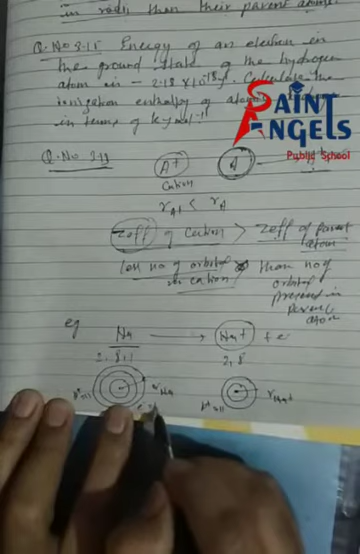 in radii than their parent atoms.
Q.No 3.15 Energy of an electron in
the ground state of the hydrogen
atom is - 2.18 × 10⁻¹⁸J. Calculate the
ionization enthalpy of atomic
in terms of kJ mol⁻¹
SAINT
ANGELS
Public School
Q.No
A+
A
Cation
rA+ < rA
Zeff of Cation > Zeff of parent
atom
less no of orbital
in cation
than no of
orbital
present in
parent
atom
eg Na → Na+ + e
2,8,1
2,8
rNa
rNa+